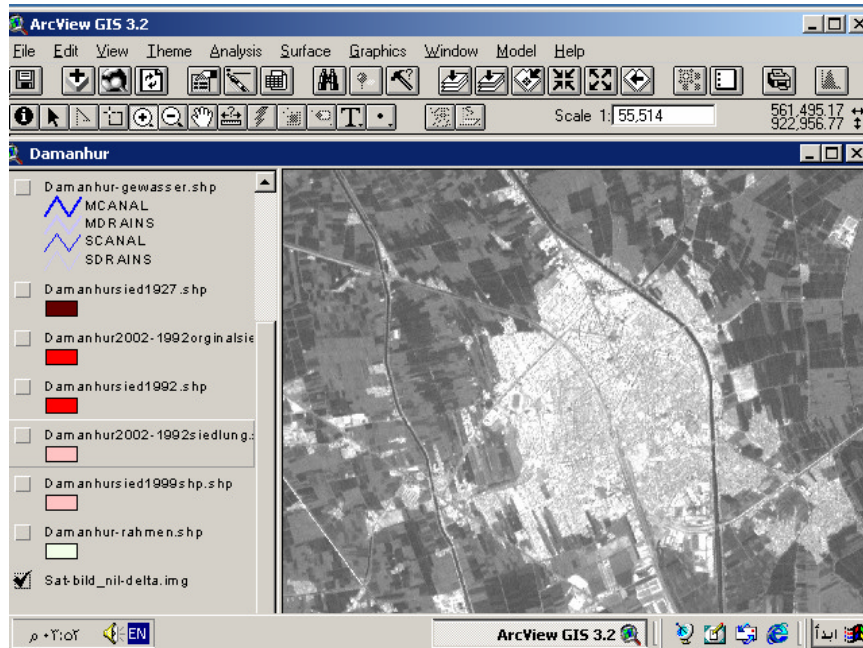 ArcView GIS 3.2
File Edit View Theme Analysis Surface Graphics Window Model Help
T.
Scale 1: 55,514
561,495.17
922,956.77
Damanhur
Damanhur-gewasser.shp
MCANAL
MDRAINS
SCANAL
SDRAINS
Damanhursied1927.shp
Damanhur2002-1992orginalsie
Damanhursied1992.shp
Damanhur2002-1992siedlung.
Damanhursied1999shp.shp
Damanhur-rahmen.shp
Sat-bild_nil-delta.img
٠٣:٥٢ م
EN
ArcView GIS 3.2
ابدأ